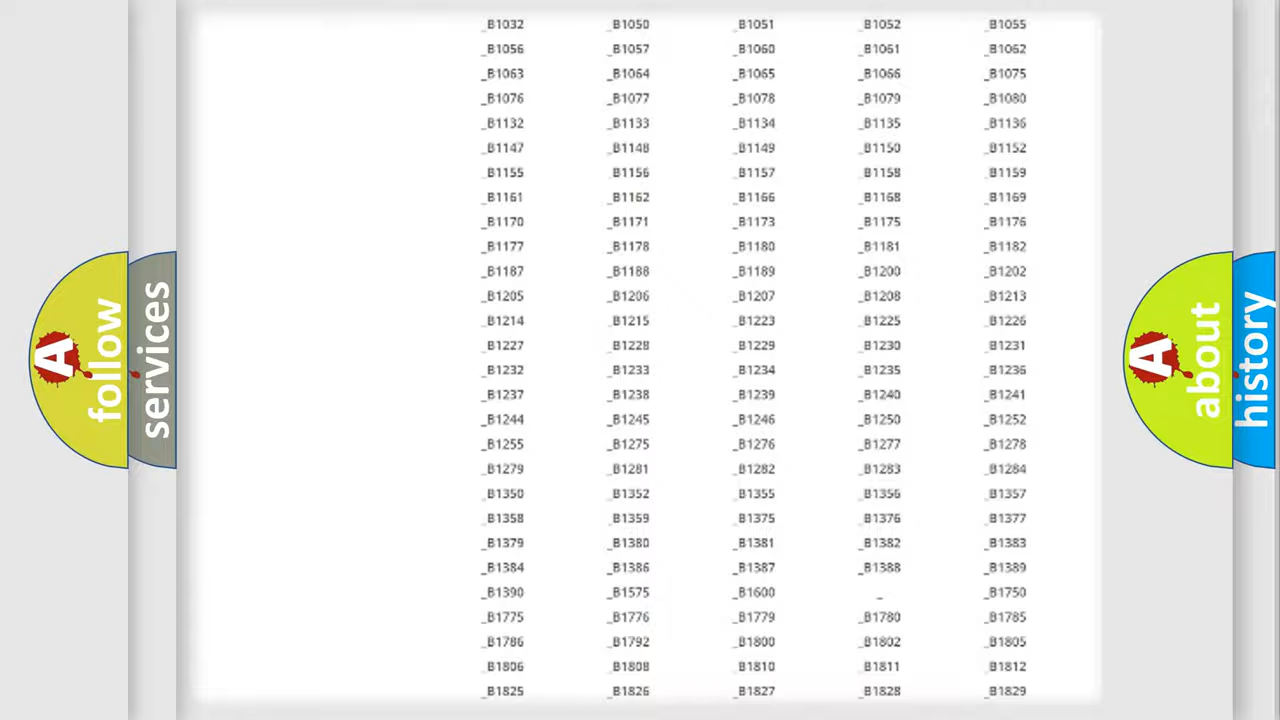 _B1032 _B1050 _B1051 _B1052 _B1055
_B1056 _B1057 _B1060 _B1061 _B1062
_B1063 _B1064 _B1065 _B1066 _B1075
_B1076 _B1077 _B1078 _B1079 _B1080
_B1132 _B1133 _B1134 _B1135 _B1136
_B1147 _B1148 _B1149 _B1150 _B1152
_B1155 _B1156 _B1157 _B1158 _B1159
_B1161 _B1162 _B1166 _B1168 _B1169
_B1170 _B1171 _B1173 _B1175 _B1176
_B1177 _B1178 _B1180 _B1181 _B1182
_B1187 _B1188 _B1189 _B1200 _B1202
_B1205 _B1206 _B1207 _B1208 _B1213
_B1214 _B1215 _B1223 _B1225 _B1226
_B1227 _B1228 _B1229 _B1230 _B1231
_B1232 _B1233 _B1234 _B1235 _B1236
_B1237 _B1238 _B1239 _B1240 _B1241
_B1244 _B1245 _B1246 _B1250 _B1252
_B1255 _B1275 _B1276 _B1277 _B1278
_B1279 _B1281 _B1282 _B1283 _B1284
_B1350 _B1352 _B1355 _B1356 _B1357
_B1358 _B1359 _B1375 _B1376 _B1377
_B1379 _B1380 _B1381 _B1382 _B1383
_B1384 _B1386 _B1387 _B1388 _B1389
_B1390 _B1575 _B1600 _ _B1750
_B1775 _B1776 _B1779 _B1780 _B1785
_B1786 _B1792 _B1800 _B1802 _B1805
_B1806 _B1808 _B1810 _B1811 _B1812
_B1825 _B1826 _B1827 _B1828 _B1829
A
follow
services
A
about
history